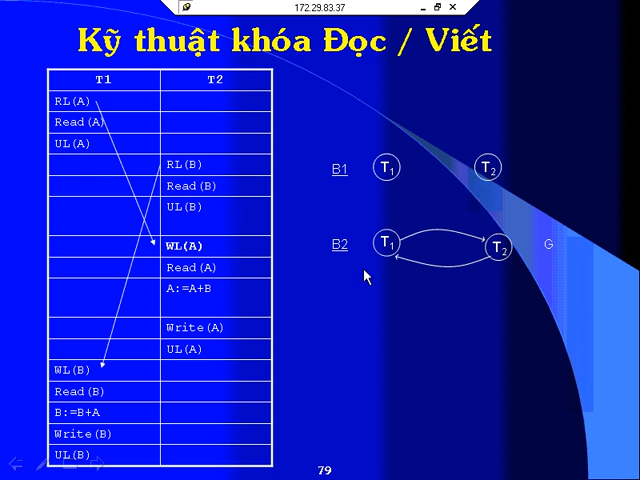 172.29.83.37
Kỹ thuật khóa Đọc / Viết
T1 T2
RL(A)
Read(A)
UL(A)
RL(B)
Read(B)
UL(B)
WL(A)
Read(A)
A:=A+B
Write(A)
UL(A)
WL(B)
Read(B)
B:=B+A
Write(B)
UL(B)
B1 T1 T2
B2 T1 T2 G
79